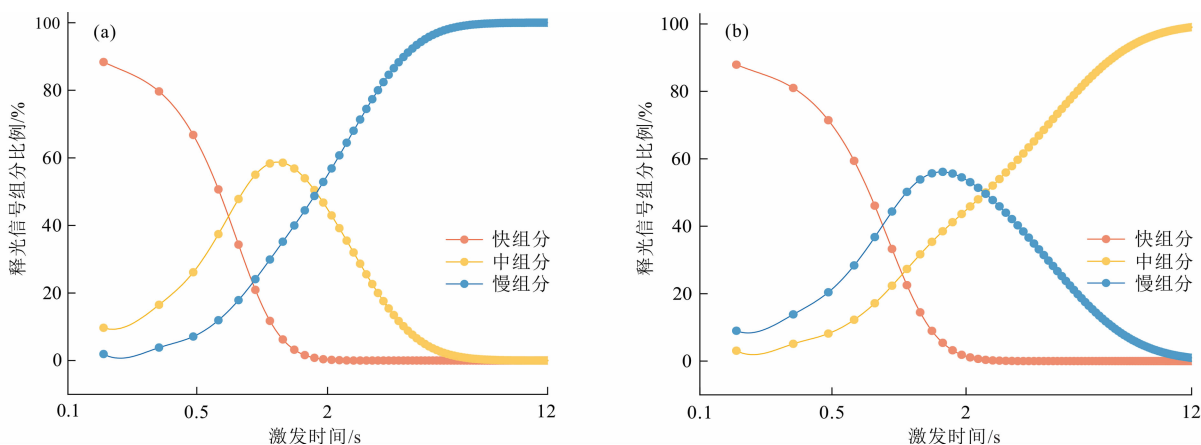 (a)
100
80
60
40
20
0
释光信号组分比例/%
快组分
中组分
慢组分
0.1 0.5 2 12
激发时间/s
(b)
100
80
60
40
20
0
释光信号组分比例/%
快组分
中组分
慢组分
0.1 0.5 2 12
激发时间/s